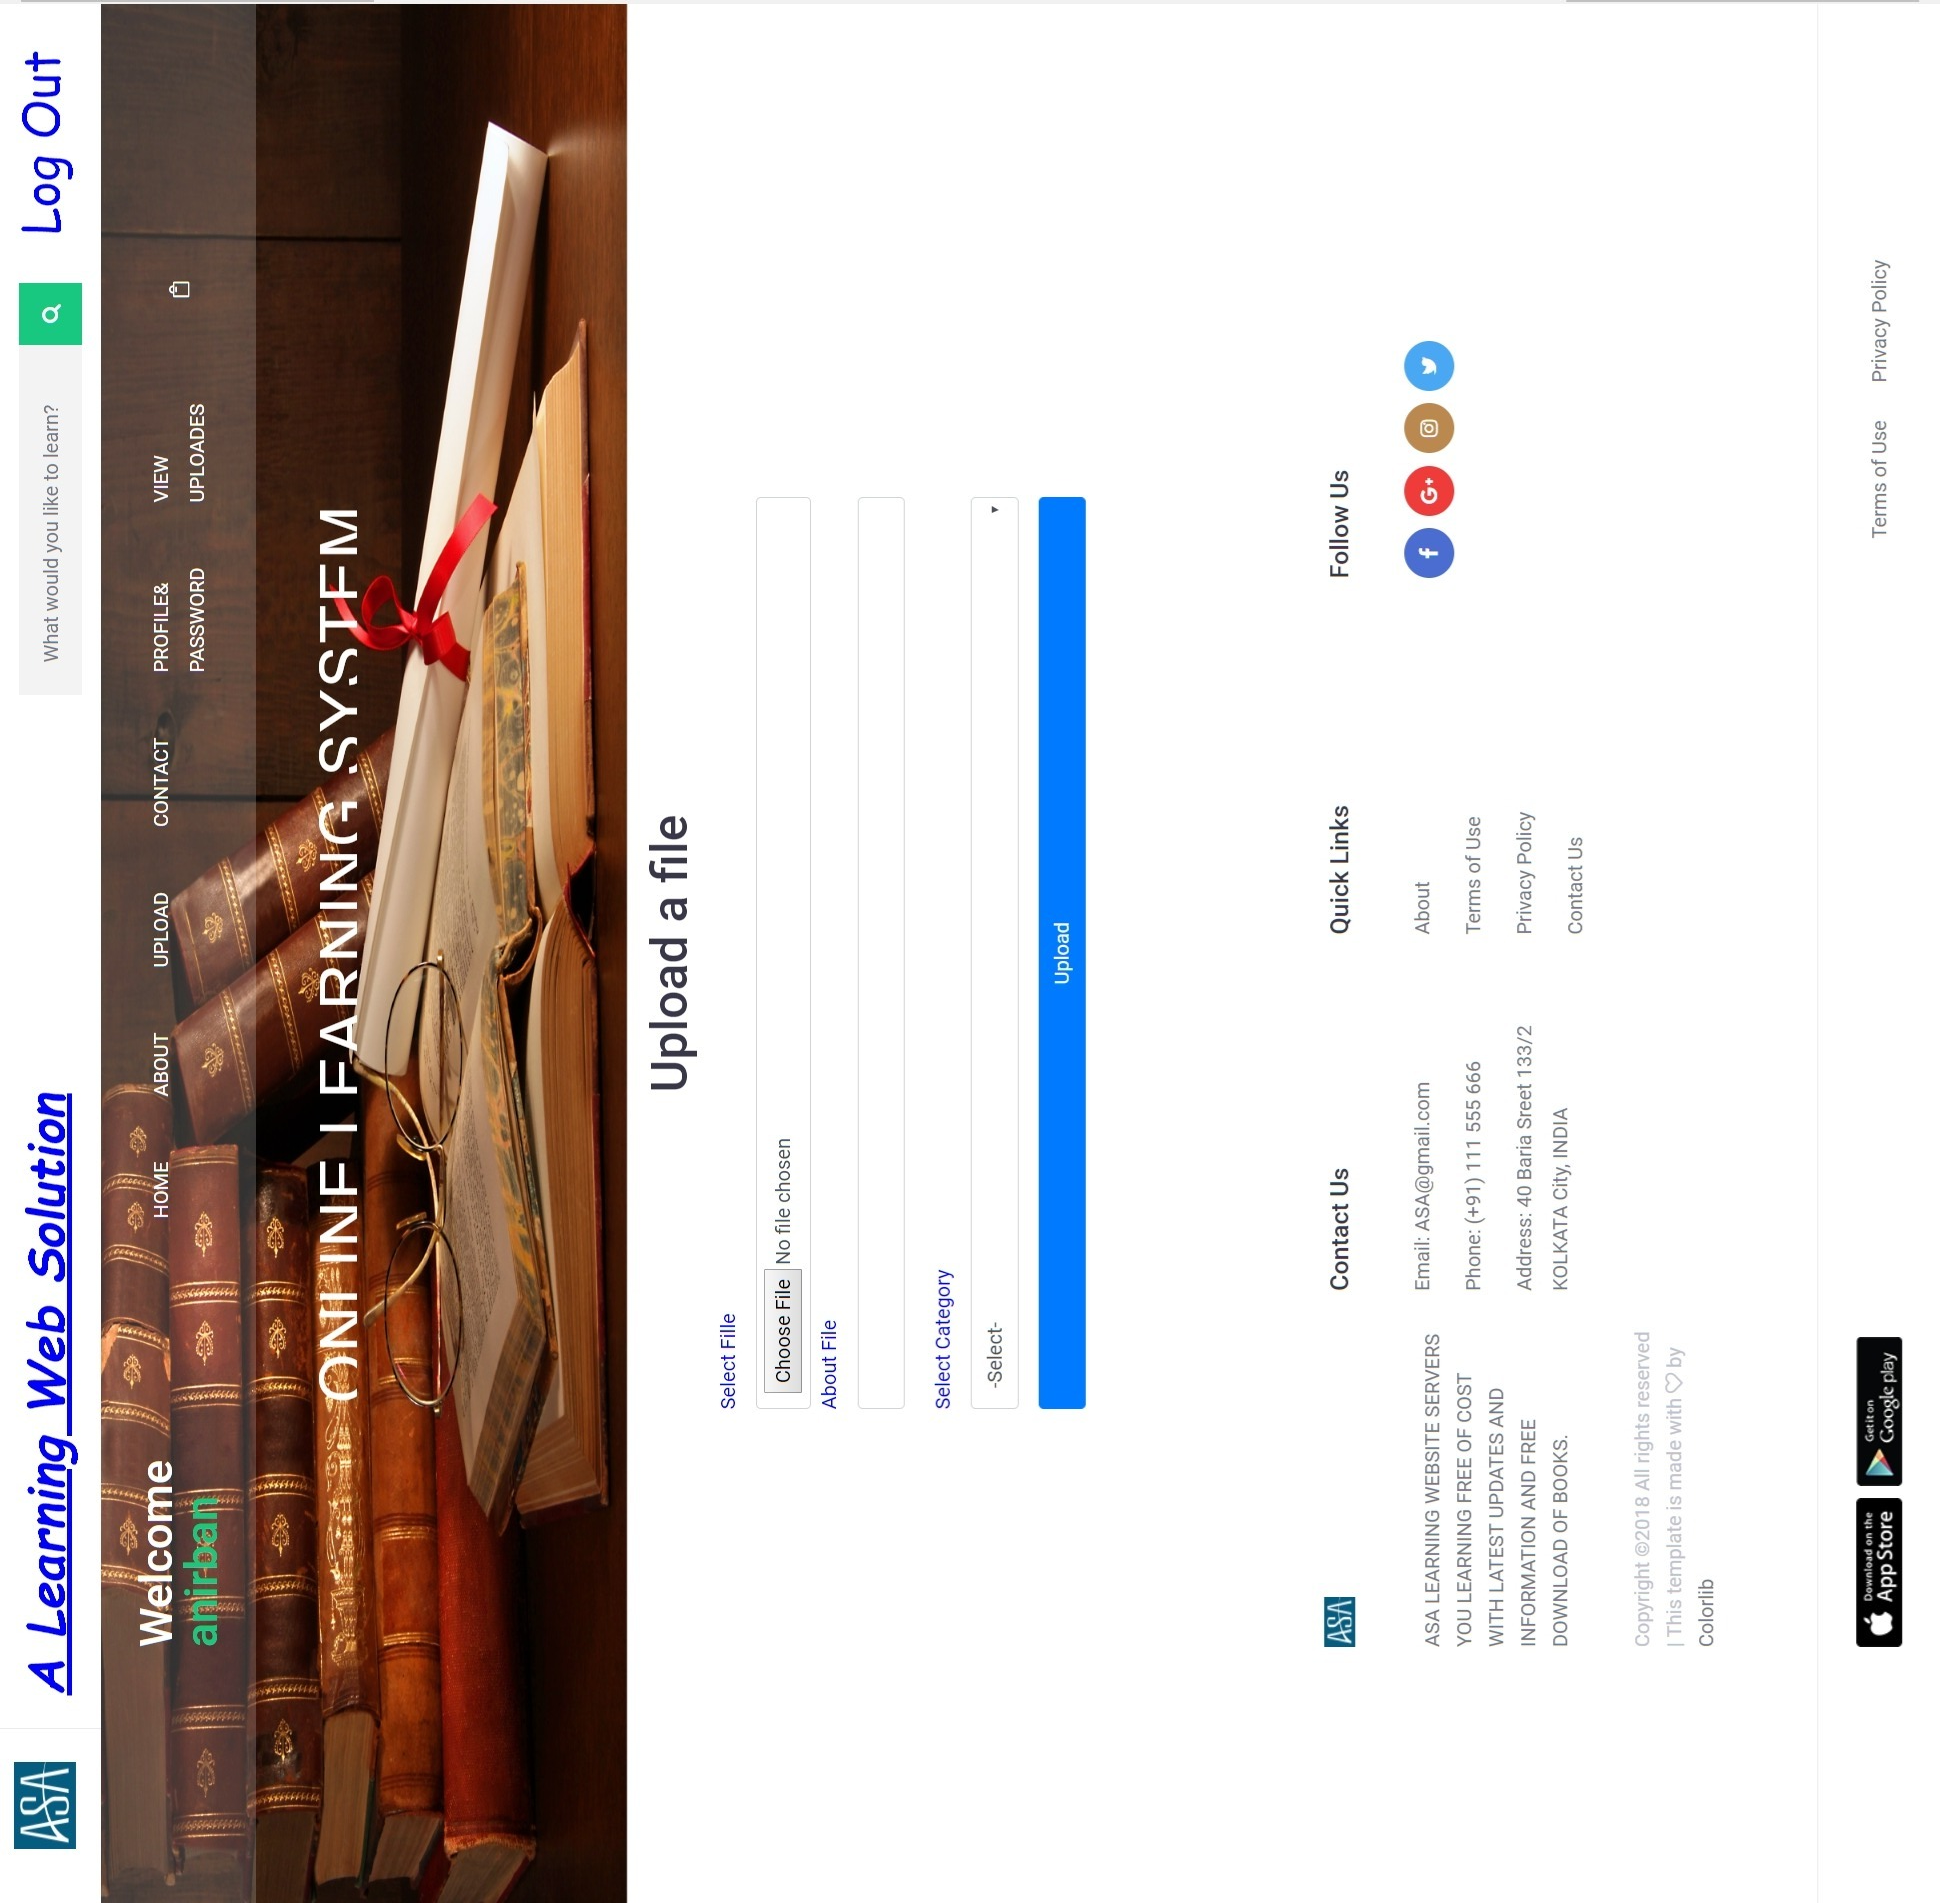 ASA
A Learning Web Solution
What would you like to learn?
Log Out
Welcome
anirban
HOME
ABOUT
UPLOAD
CONTACT
PROFILE&
PASSWORD
VIEW
UPLOADES
ONLINE LEARNING SYSTEM
Upload a file
Select Fille
Choose File No file chosen
About File
Select Category
-Select-
Upload
ASA
ASA LEARNING WEBSITE SERVERS
YOU LEARNING FREE OF COST
WITH LATEST UPDATES AND
INFORMATION AND FREE
DOWNLOAD OF BOOKS.
Copyright ©2018 All rights reserved
| This template is made with ♡ by
Colorlib
Contact Us
Email: ASA@gmail.com
Phone: (+91) 111 555 666
Address: 40 Baria Sreet 133/2
KOLKATA City, INDIA
Quick Links
About
Terms of Use
Privacy Policy
Contact Us
Follow Us
Download on the
App Store
Get it on
Google play
Terms of Use
Privacy Policy